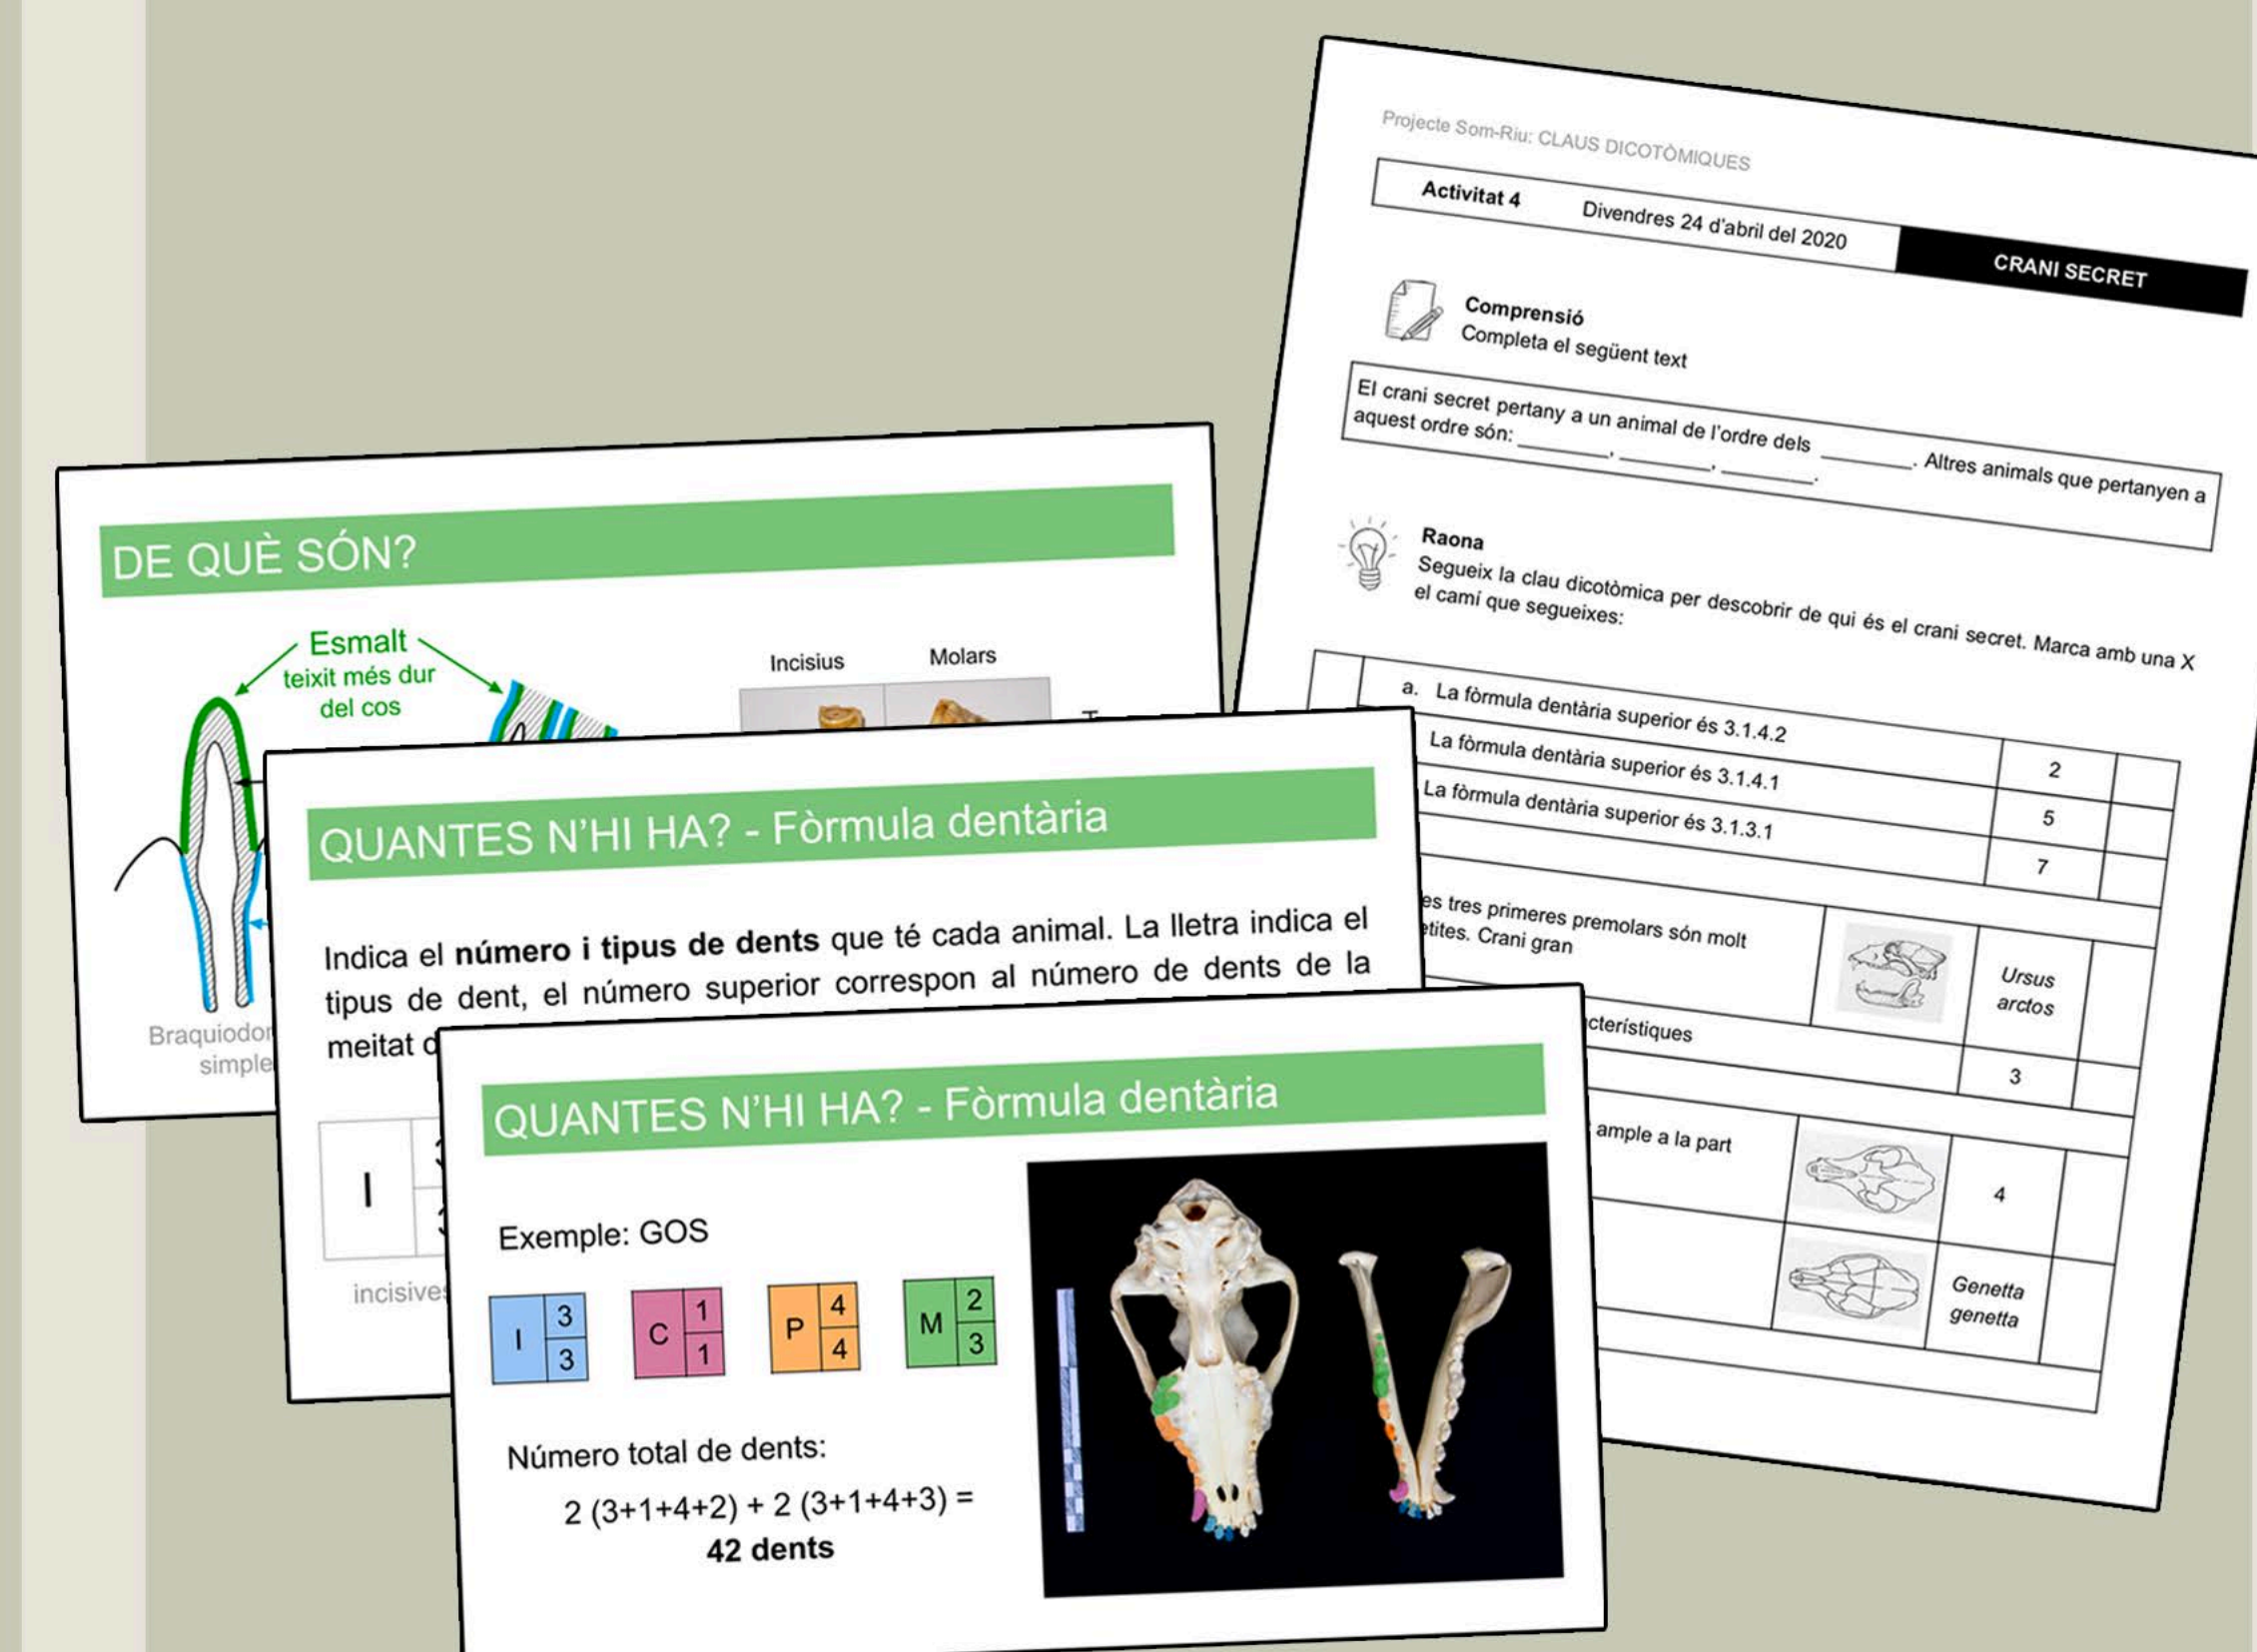 DE QUÈ SÓN?
Esmalt
teixit més dur
del cos
Incisius Molars
simple
QUANTES N'HI HA? - Fòrmula dentària
Indica el número i tipus de dents que té cada animal. La lletra indica el
tipus de dent, el número superior correspon al número de dents de la
meitat
I
QUANTES N'HI HA? - Fòrmula dentària
Exemple: GOS
I 3 3
C 1 1
P 4 4
M 2 3
Número total de dents:
2 (3+1+4+2) + 2 (3+1+4+3) =
42 dents
Projecte Som-Riu: CLAUS DICOTÒMIQUES
Activitat 4 Divendres 24 d'abril del 2020 CRANI SECRET
Comprensió
Completa el següent text
El crani secret pertany a un animal de l'ordre dels ________. Altres animals que pertanyen a
aquest ordre són: ________, ________, ________.
Raona
Segueix la clau dicotòmica per descobrir de qui és el crani secret. Marca amb una X
el camí que segueixes:
a. La fòrmula dentària superior és 3.1.4.2 2
La fòrmula dentària superior és 3.1.4.1 5
La fòrmula dentària superior és 3.1.3.1 7
es tres primeres premolars són molt
etites. Crani gran
Ursus
arctos
cterístiques 3
ample a la part
4
Genetta
genetta